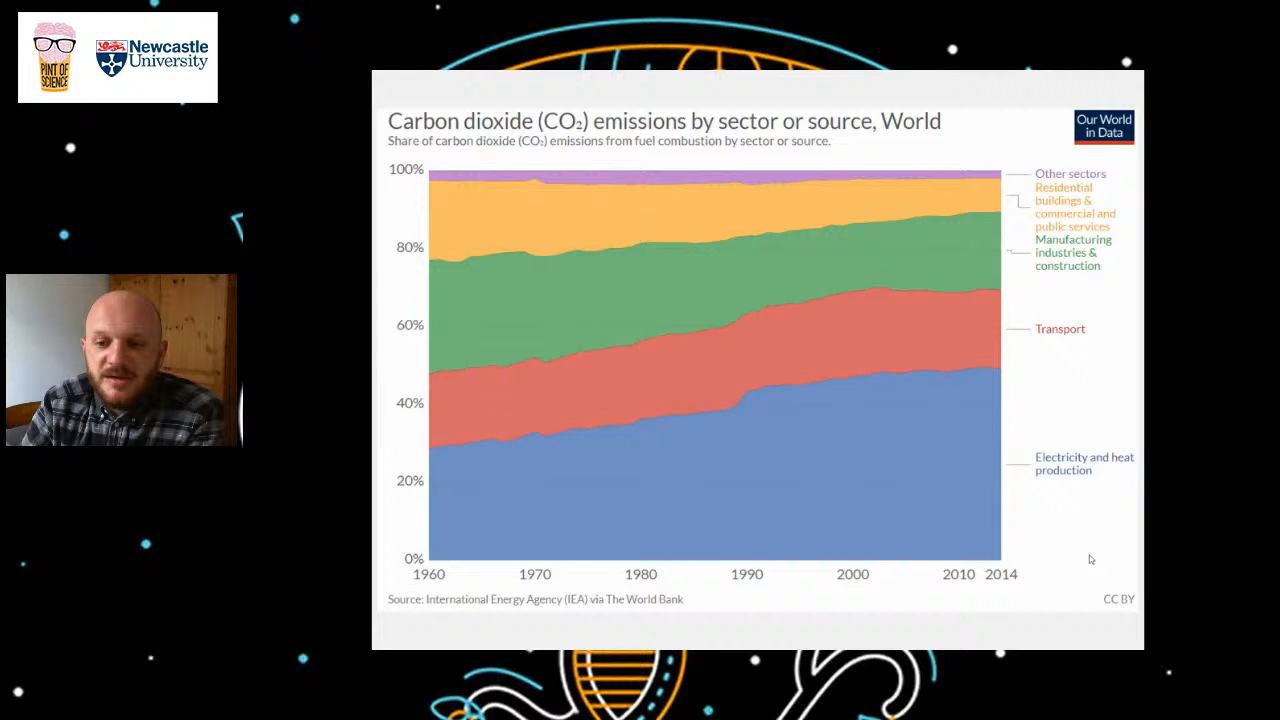 PINT OF
SCIENCE
Newcastle
University
Carbon dioxide (CO₂) emissions by sector or source, World
Share of carbon dioxide (CO₂) emissions from fuel combustion by sector or source.
Our World
in Data
100%
80%
60%
40%
20%
0%
1960 1970 1980 1990 2000 2010 2014
Other sectors
Residential
buildings &
commercial and
public services
Manufacturing
industries &
construction
Transport
Electricity and heat
production
Source: International Energy Agency (IEA) via The World Bank
CC BY